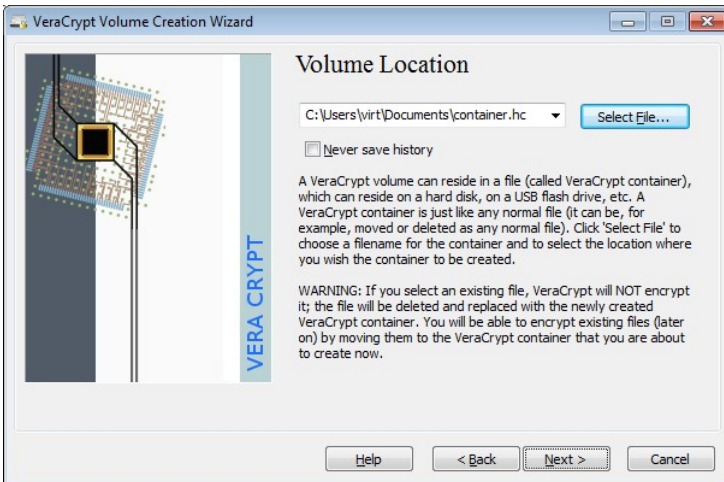 VeraCrypt Volume Creation Wizard
Volume Location
C:\Users\virt\Documents\container.hc
Select File...
Never save history
A VeraCrypt volume can reside in a file (called VeraCrypt container),
which can reside on a hard disk, on a USB flash drive, etc. A
VeraCrypt container is just like any normal file (it can be, for
example, moved or deleted as any normal file). Click 'Select File' to
choose a filename for the container and to select the location where
you wish the container to be created.
WARNING: If you select an existing file, VeraCrypt will NOT encrypt
it; the file will be deleted and replaced with the newly created
VeraCrypt container. You will be able to encrypt existing files (later
on) by moving them to the VeraCrypt container that you are about
to create now.
VERA CRYPT
Help
< Back
Next >
Cancel